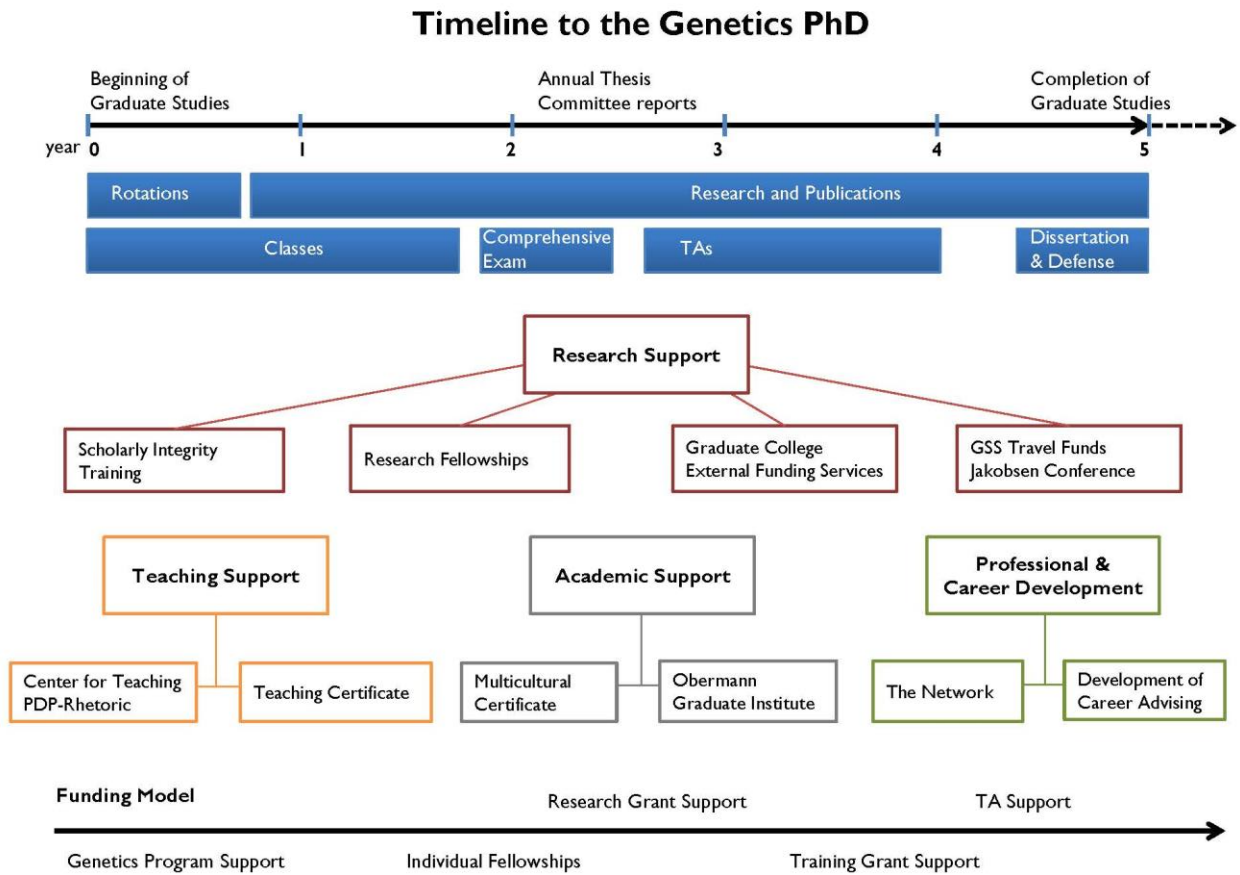 Timeline to the Genetics PhD
Beginning of
Graduate Studies
Annual Thesis
Committee reports
Completion of
Graduate Studies
year 0 1 2 3 4 5
Rotations
Research and Publications
Classes
Comprehensive
Exam
TAs
Dissertation
& Defense
Research Support
Scholarly Integrity
Training
Research Fellowships
Graduate College
External Funding Services
GSS Travel Funds
Jakobsen Conference
Teaching Support
Academic Support
Professional &
Career Development
Center for Teaching
PDP-Rhetoric
Teaching Certificate
Multicultural
Certificate
Obermann
Graduate Institute
The Network
Development of
Career Advising
Funding Model
Research Grant Support
TA Support
Genetics Program Support
Individual Fellowships
Training Grant Support